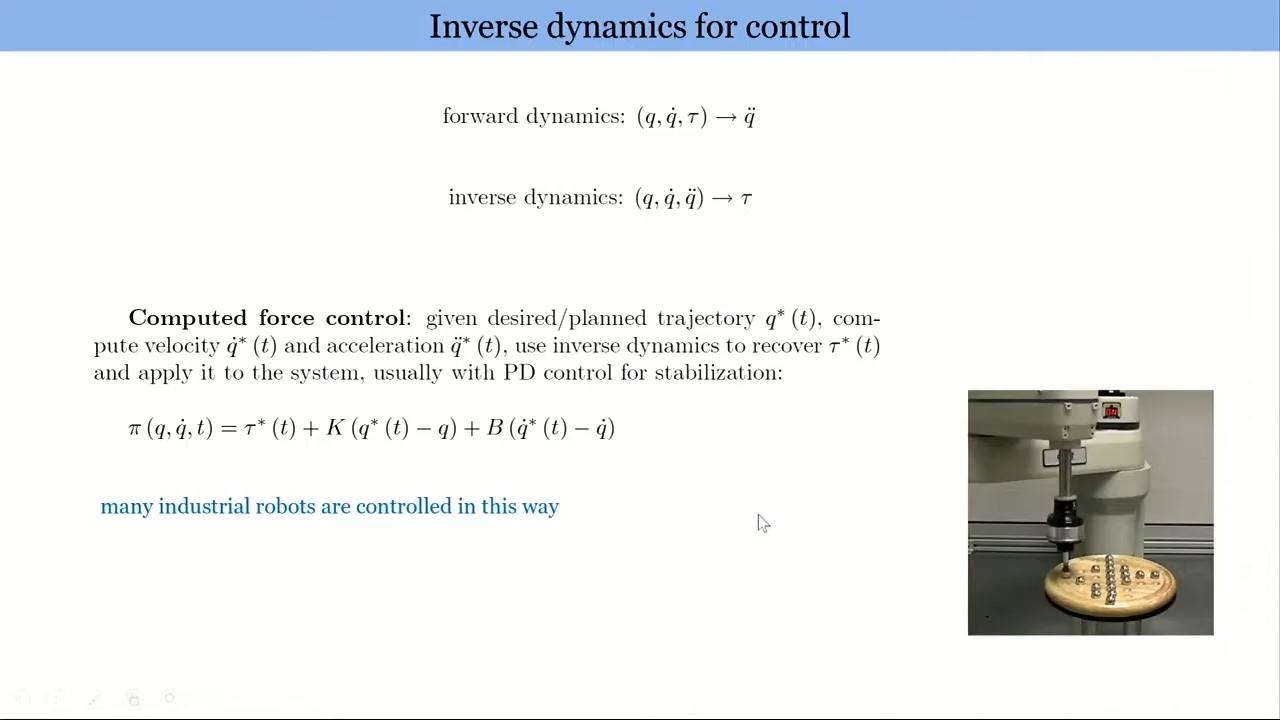 Inverse dynamics for control
forward dynamics: (q, q̇, τ) → q̈
inverse dynamics: (q, q̇, q̈) → τ
Computed force control: given desired/planned trajectory q* (t), com-
pute velocity q̇* (t) and acceleration q̈* (t), use inverse dynamics to recover τ* (t)
and apply it to the system, usually with PD control for stabilization:
π (q, q̇, t) = τ* (t) + K (q* (t) − q) + B (q̇* (t) − q̇)
many industrial robots are controlled in this way